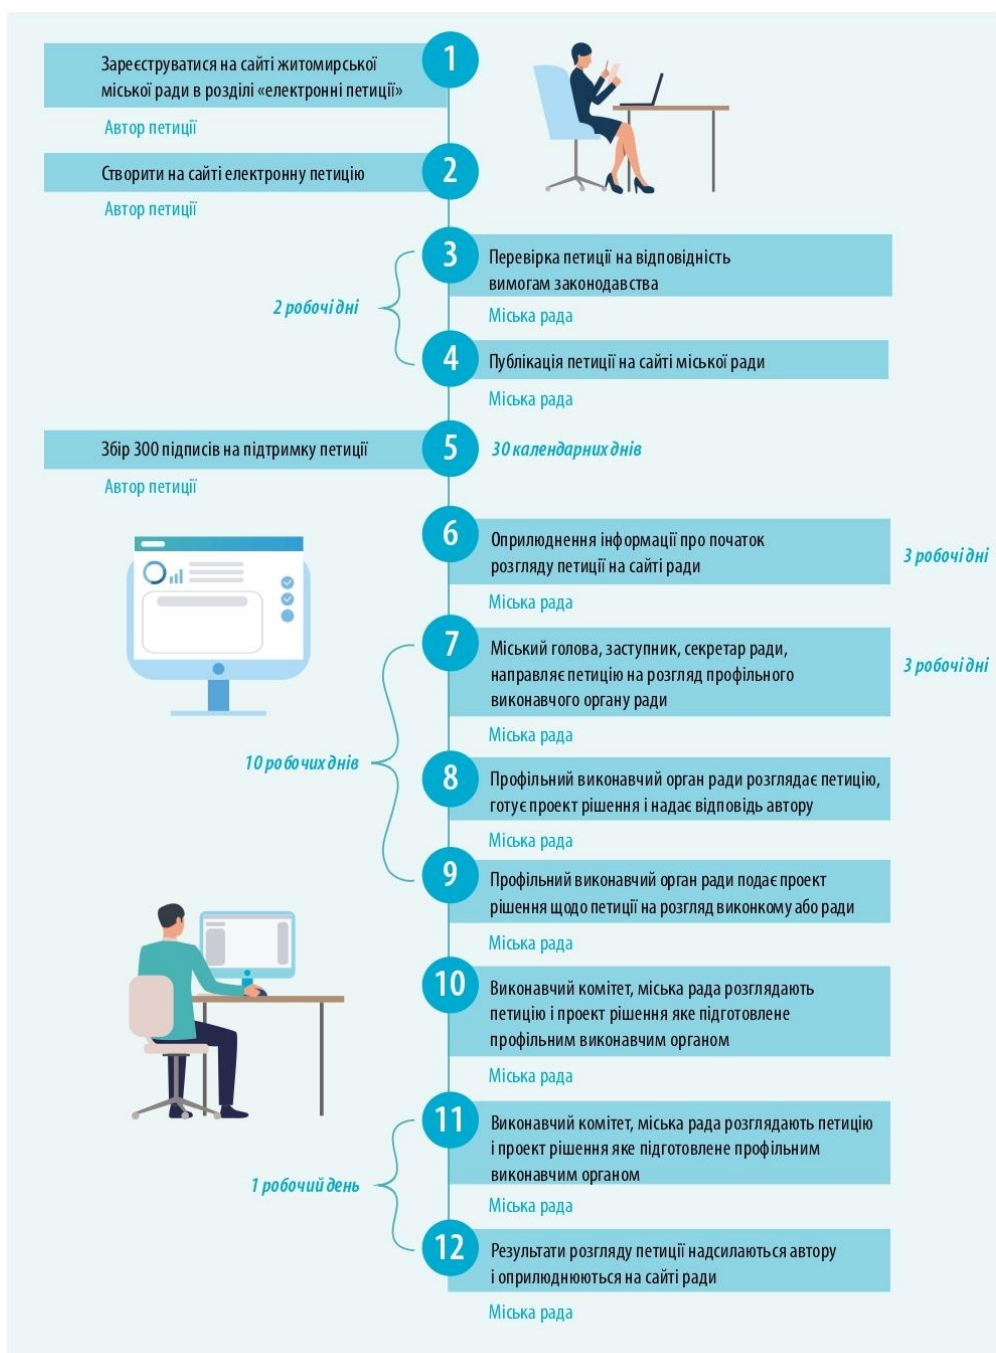 1
Зареєструватися на сайті житомирської
міської ради в розділі «електронні петиції»
Автор петиції
2
Створити на сайті електронну петицію
Автор петиції
3
Перевірка петиції на відповідність
вимогам законодавства
Міська рада
2 робочі дні
4
Публікація петиції на сайті міської ради
Міська рада
5
Збір 300 підписів на підтримку петиції
30 календарних днів
Автор петиції
6
Оприлюднення інформації про початок
розгляду петиції на сайті ради
3 робочі дні
Міська рада
7
Міський голова, заступник, секретар ради,
направляє петицію на розгляд профільного
виконавчого органу ради
3 робочі дні
Міська рада
10 робочих днів
8
Профільний виконавчий орган ради розглядає петицію,
готує проект рішення і надає відповідь автору
Міська рада
9
Профільний виконавчий орган ради подає проект
рішення щодо петиції на розгляд виконкому або ради
Міська рада
10
Виконавчий комітет, міська рада розглядають
петицію і проект рішення яке підготовлене
профільним виконавчим органом
Міська рада
11
Виконавчий комітет, міська рада розглядають петицію
і проект рішення яке підготовлене профільним
виконавчим органом
Міська рада
1 робочий день
12
Результати розгляду петиції надсилаються автору
і оприлюднюються на сайті ради
Міська рада